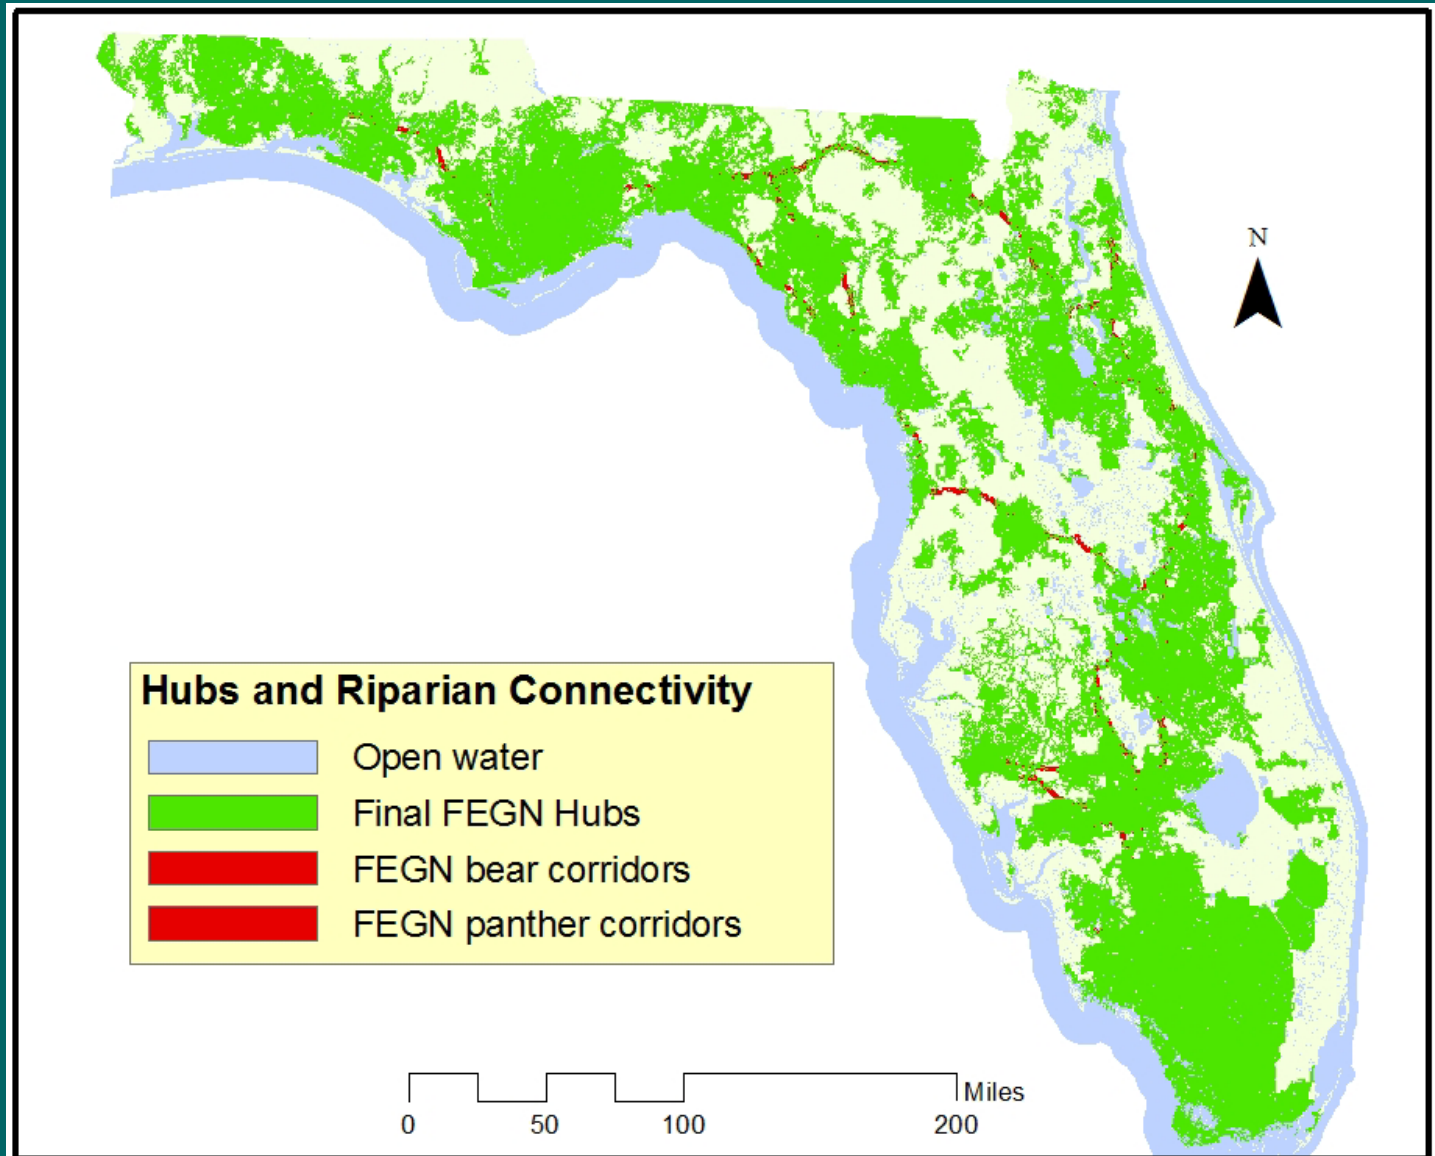 N
Hubs and Riparian Connectivity
Open water
Final FEGN Hubs
FEGN bear corridors
FEGN panther corridors
Miles
0 50 100 200